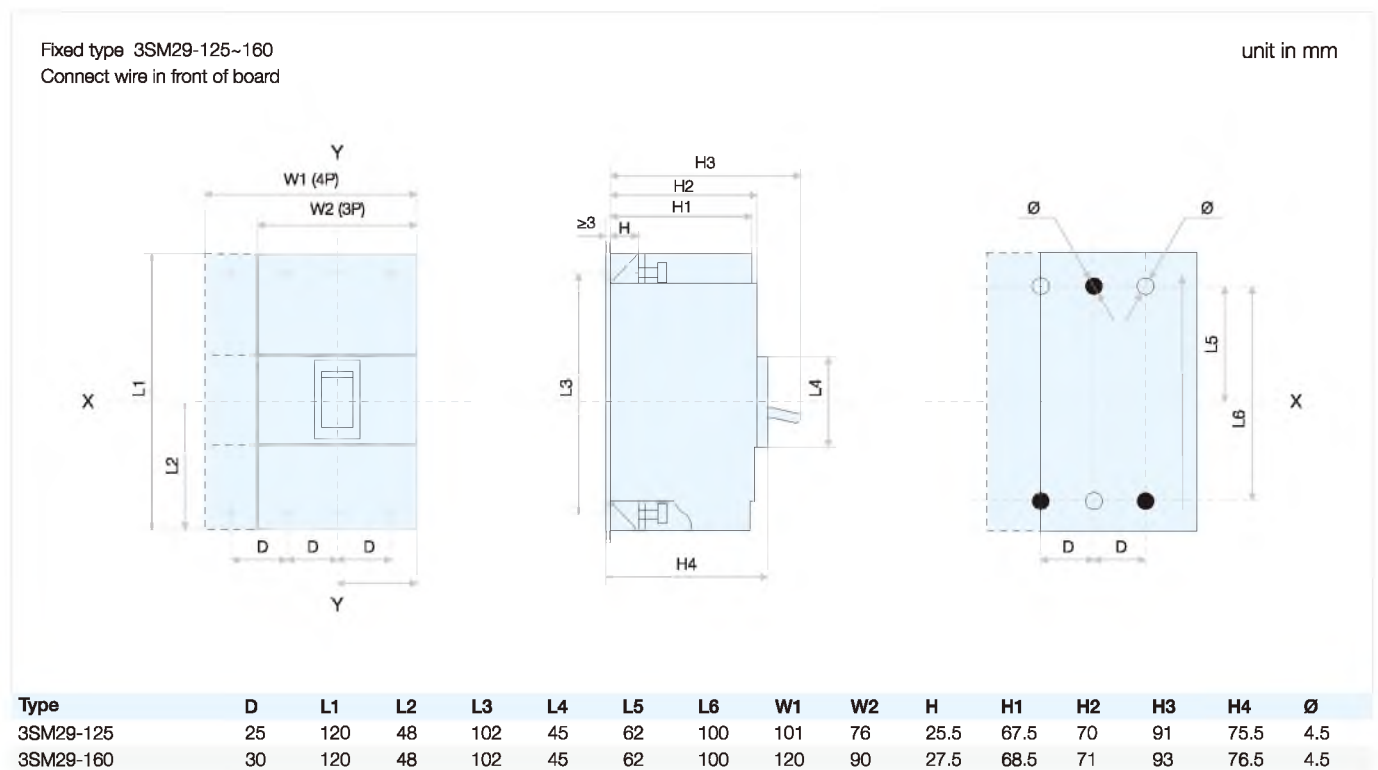 Fixed type 3SM29-125~160
unit in mm
Connect wire in front of board
Y
W1 (4P)
W2 (3P)
X
L1
L2
D D D
Y
H3
H2
H1
≥3 H
L3
L4
H4
Ø Ø
L5
L6
X
D D
Type D L1 L2 L3 L4 L5 L6 W1 W2 H H1 H2 H3 H4 Ø
3SM29-125 25 120 48 102 45 62 100 101 76 25.5 67.5 70 91 75.5 4.5
3SM29-160 30 120 48 102 45 62 100 120 90 27.5 68.5 71 93 76.5 4.5